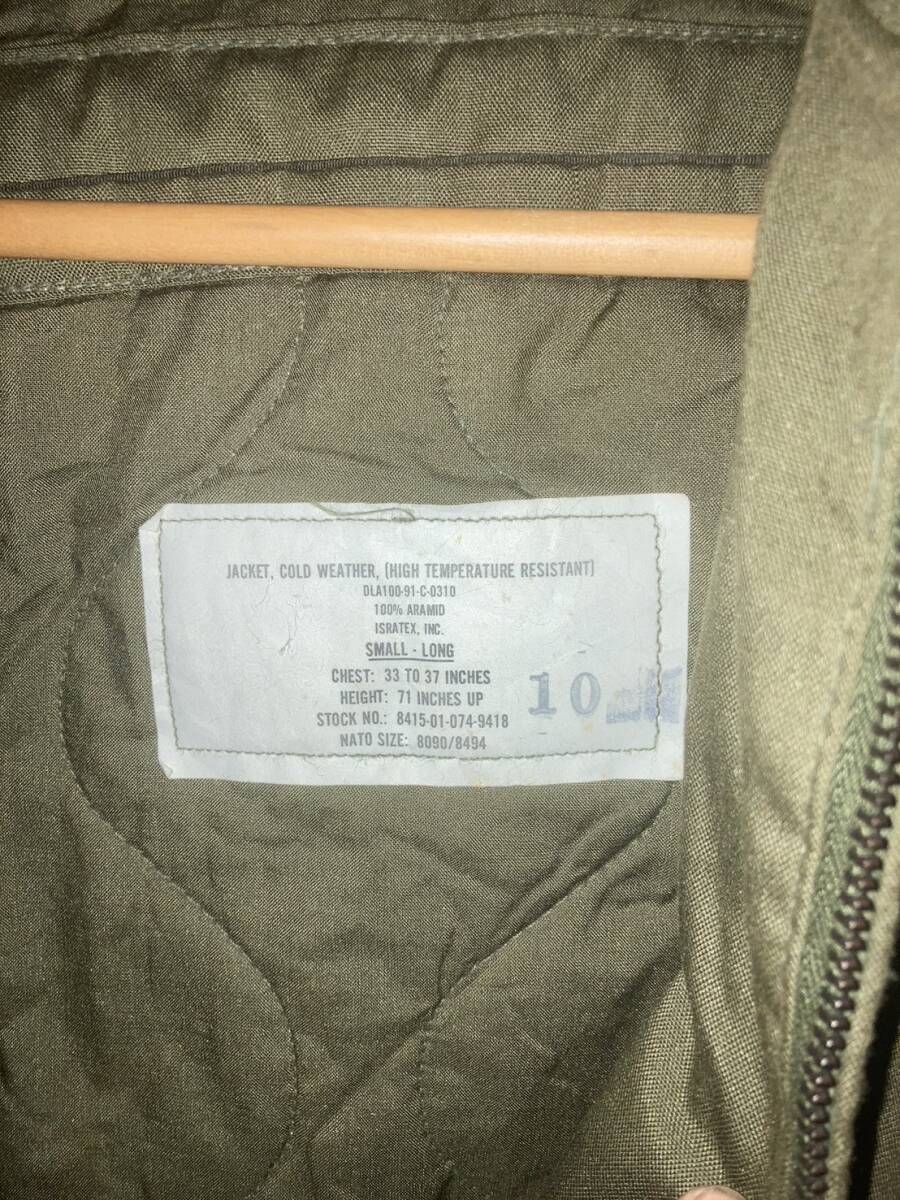 JACKET, COLD WEATHER, (HIGH TEMPERATURE RESISTANT)
DLA100-91-C-0310
100% ARAMID
ISRATEX, INC.
SMALL - LONG
CHEST: 33 TO 37 INCHES
HEIGHT: 71 INCHES UP
STOCK NO.: 8415-01-074-9418
NATO SIZE: 8090/8494
10